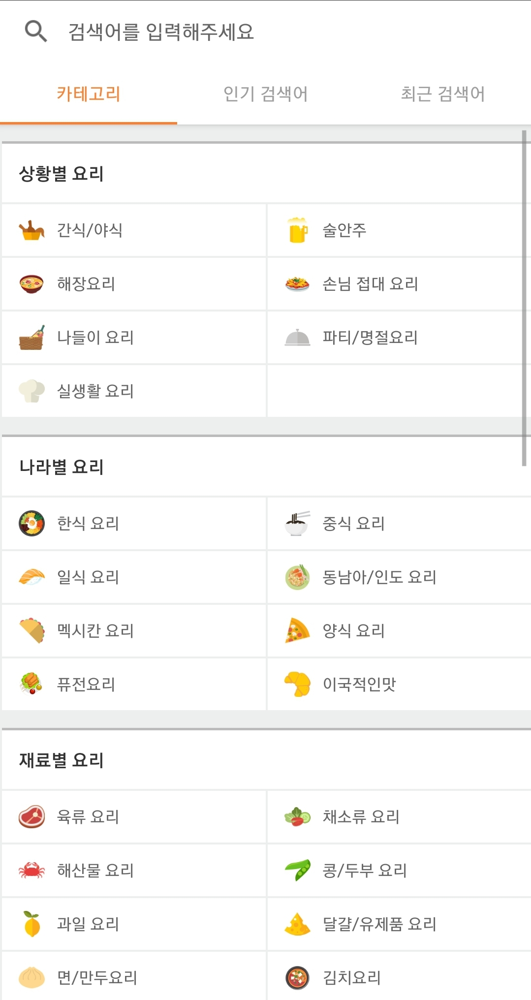 검색어를 입력해주세요
카테고리
인기 검색어
최근 검색어
상황별 요리
간식/야식
술안주
해장요리
손님 접대 요리
나들이 요리
파티/명절요리
실생활 요리
나라별 요리
한식 요리
중식 요리
일식 요리
동남아/인도 요리
멕시칸 요리
양식 요리
퓨전요리
이국적인맛
재료별 요리
육류 요리
채소류 요리
해산물 요리
콩/두부 요리
과일 요리
달걀/유제품 요리
면/만두요리
김치요리